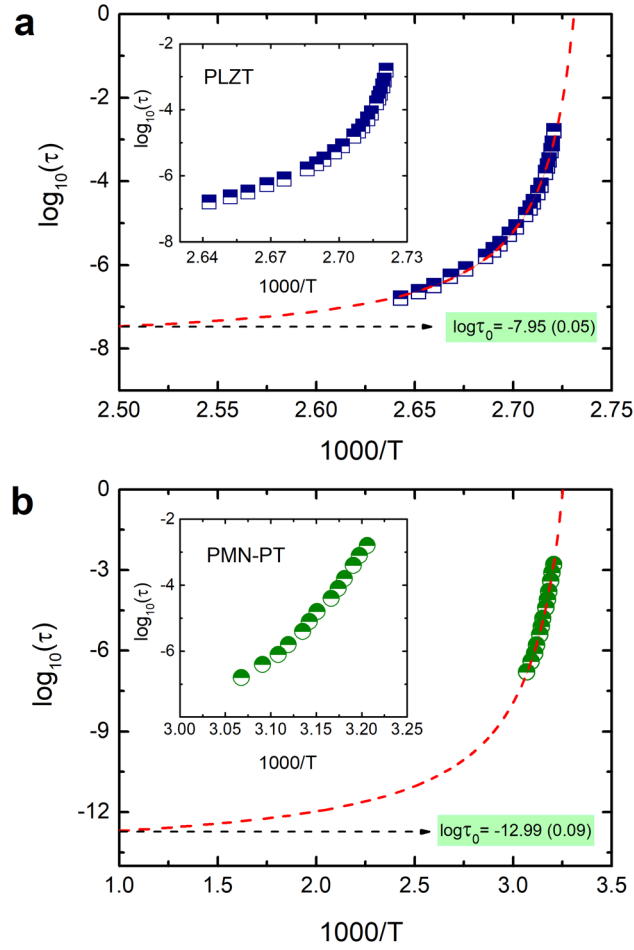 a
0
-2
-4
-6
-8
log₁₀(τ)
2.50 2.55 2.60 2.65 2.70 2.75
1000/T
PLZT
-2
-4
-6
-8
log₁₀(τ)
2.64 2.67 2.70 2.73
1000/T
logτ₀= -7.95 (0.05)
b
0
-3
-6
-9
-12
log₁₀(τ)
1.0 1.5 2.0 2.5 3.0 3.5
1000/T
PMN-PT
-2
-4
-6
log₁₀(τ)
3.00 3.05 3.10 3.15 3.20 3.25
1000/T
logτ₀= -12.99 (0.09)